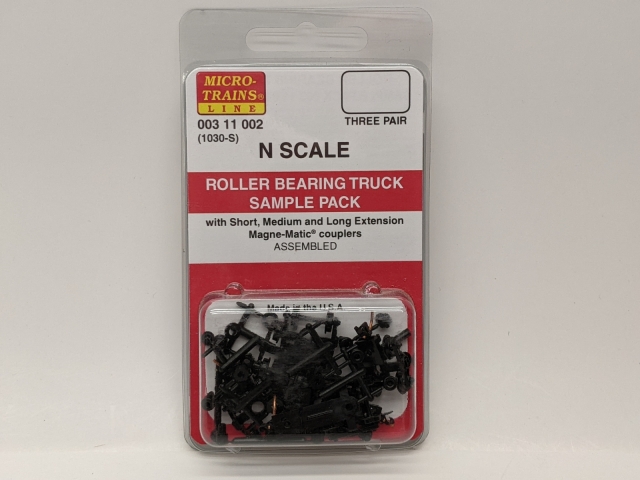 MICRO-
TRAINS®
LINE
003 11 002
(1030-S)
THREE PAIR
N SCALE
ROLLER BEARING TRUCK
SAMPLE PACK
with Short, Medium and Long Extension
Magne-Matic® couplers
ASSEMBLED
Made in the U.S.A.